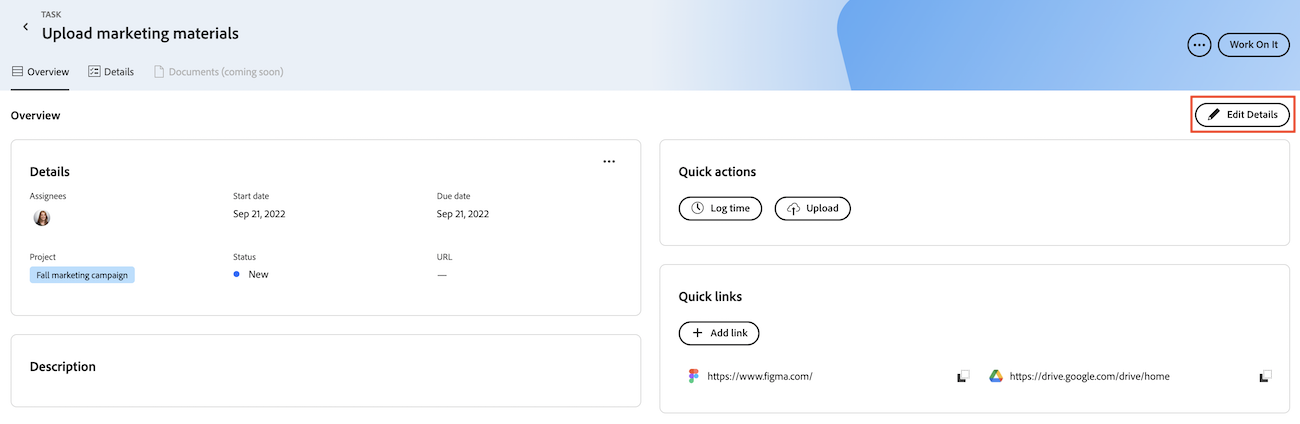 TASK
Upload marketing materials
Work On It
Overview
Details
Documents (coming soon)
Overview
Edit Details
Details
Assignees
Start date
Due date
Sep 21, 2022
Sep 21, 2022
Project
Status
URL
Fall marketing campaign
New
—
Description
Quick actions
Log time
Upload
Quick links
Add link
https://www.figma.com/
https://drive.google.com/drive/home